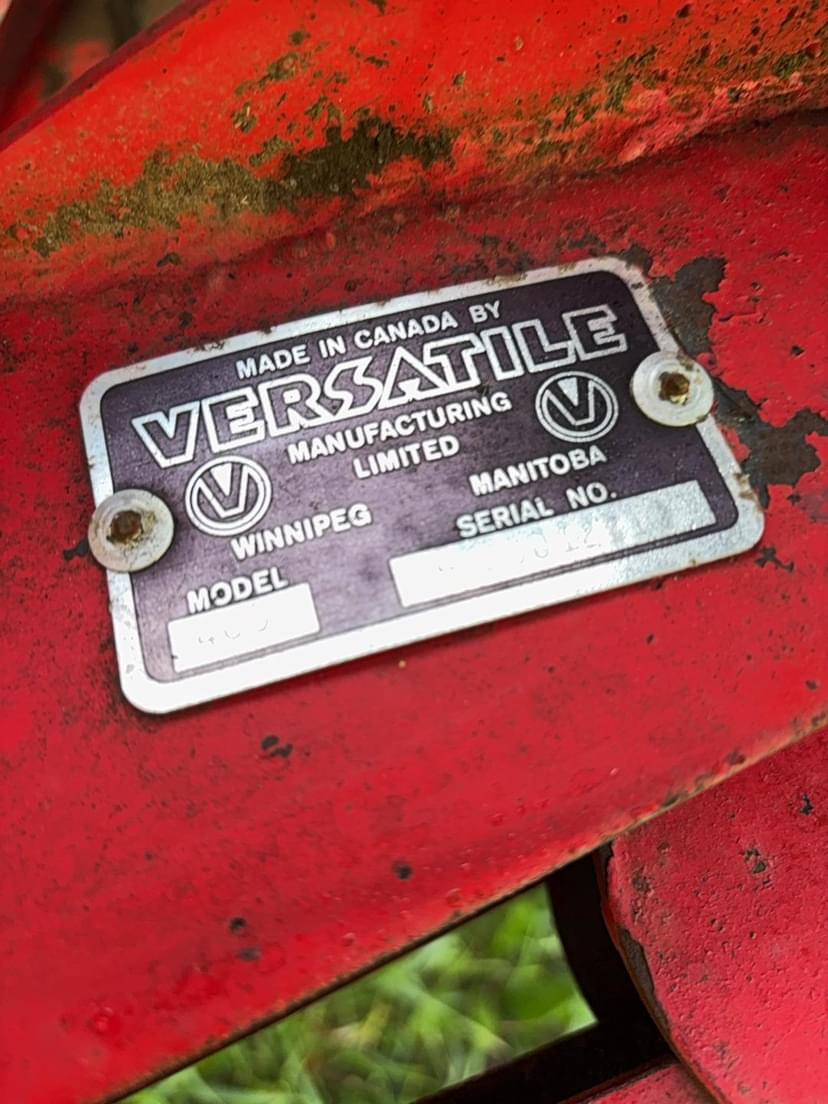 MADE IN CANADA BY
VERSATILE
MANUFACTURING
LIMITED
WINNIPEG MANITOBA
MODEL SERIAL NO.